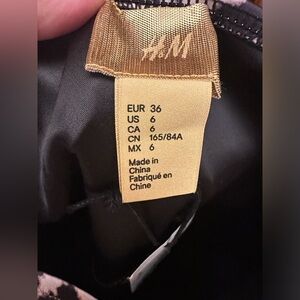 H&M
EUR 36
US 6
CA 6
CN 165/84A
MX 6
Made in
China
Fabriqué en
Chine